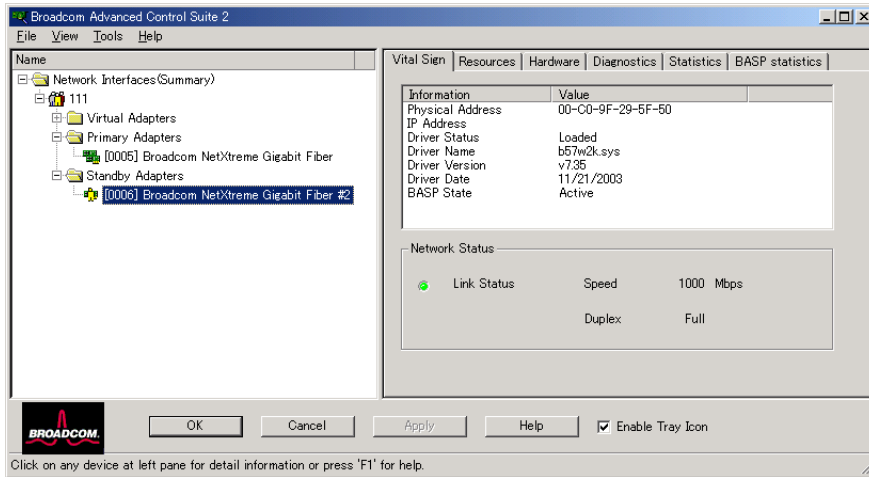 Broadcom Advanced Control Suite 2
File View Tools Help
Name
Network Interfaces(Summary)
111
Virtual Adapters
Primary Adapters
[0005] Broadcom NetXtreme Gigabit Fiber
Standby Adapters
[0006] Broadcom NetXtreme Gigabit Fiber #2
Vital Sign Resources Hardware Diagnostics Statistics BASP statistics
Information Value
Physical Address 00-C0-9F-29-5F-50
IP Address
Driver Status Loaded
Driver Name b57w2k.sys
Driver Version v7.35
Driver Date 11/21/2003
BASP State Active
Network Status
Link Status Speed 1000 Mbps
Duplex Full
BROADCOM.
OK Cancel Apply Help Enable Tray Icon
Click on any device at left pane for detail information or press 'F1' for help.